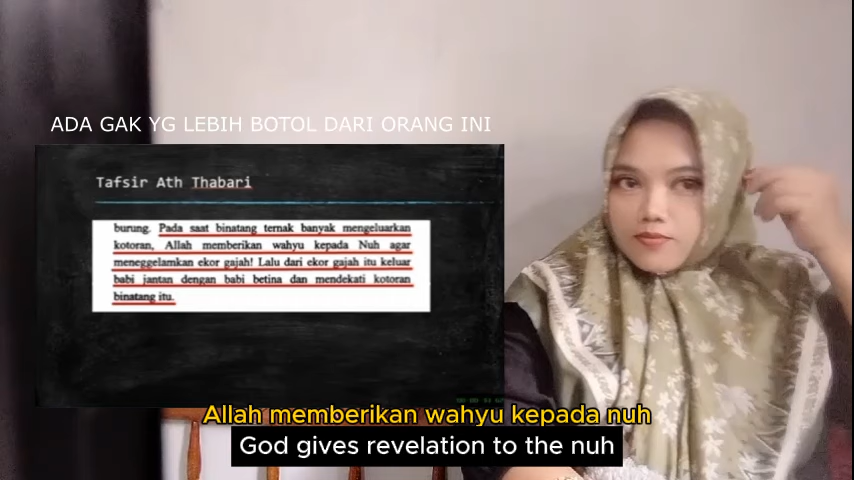 ADA GAK YG LEBIH BOTOL DARI ORANG INI
Tafsir Ath Thabari
burung. Pada saat binatang ternak banyak mengeluarkan
kotoran, Allah memberikan wahyu kepada Nuh agar
meneggelamkan ekor gajah! Lalu dari ekor gajah itu keluar
babi jantan dengan babi betina dan mendekati kotoran
binatang itu.
Allah memberikan wahyu kepada nuh
God gives revelation to the nuh